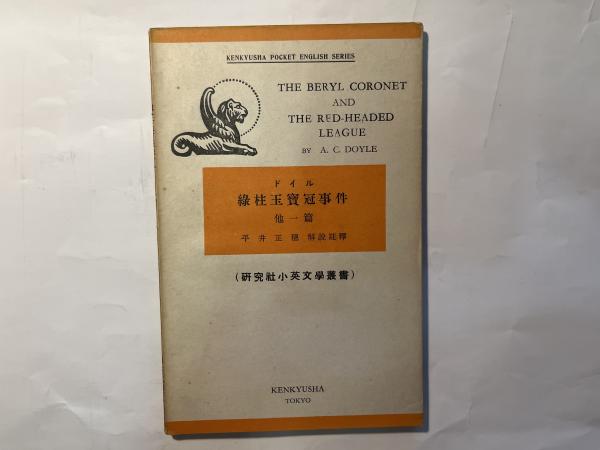 KENKYUSHA POCKET ENGLISH SERIES
THE BERYL CORONET
AND
THE RED-HEADED
LEAGUE
BY A. C. DOYLE
ドイル
綠柱玉寶冠事件
他一篇
平井正穗 解說註釋
(研究社小英文學叢書)
KENKYUSHA
TOKYO